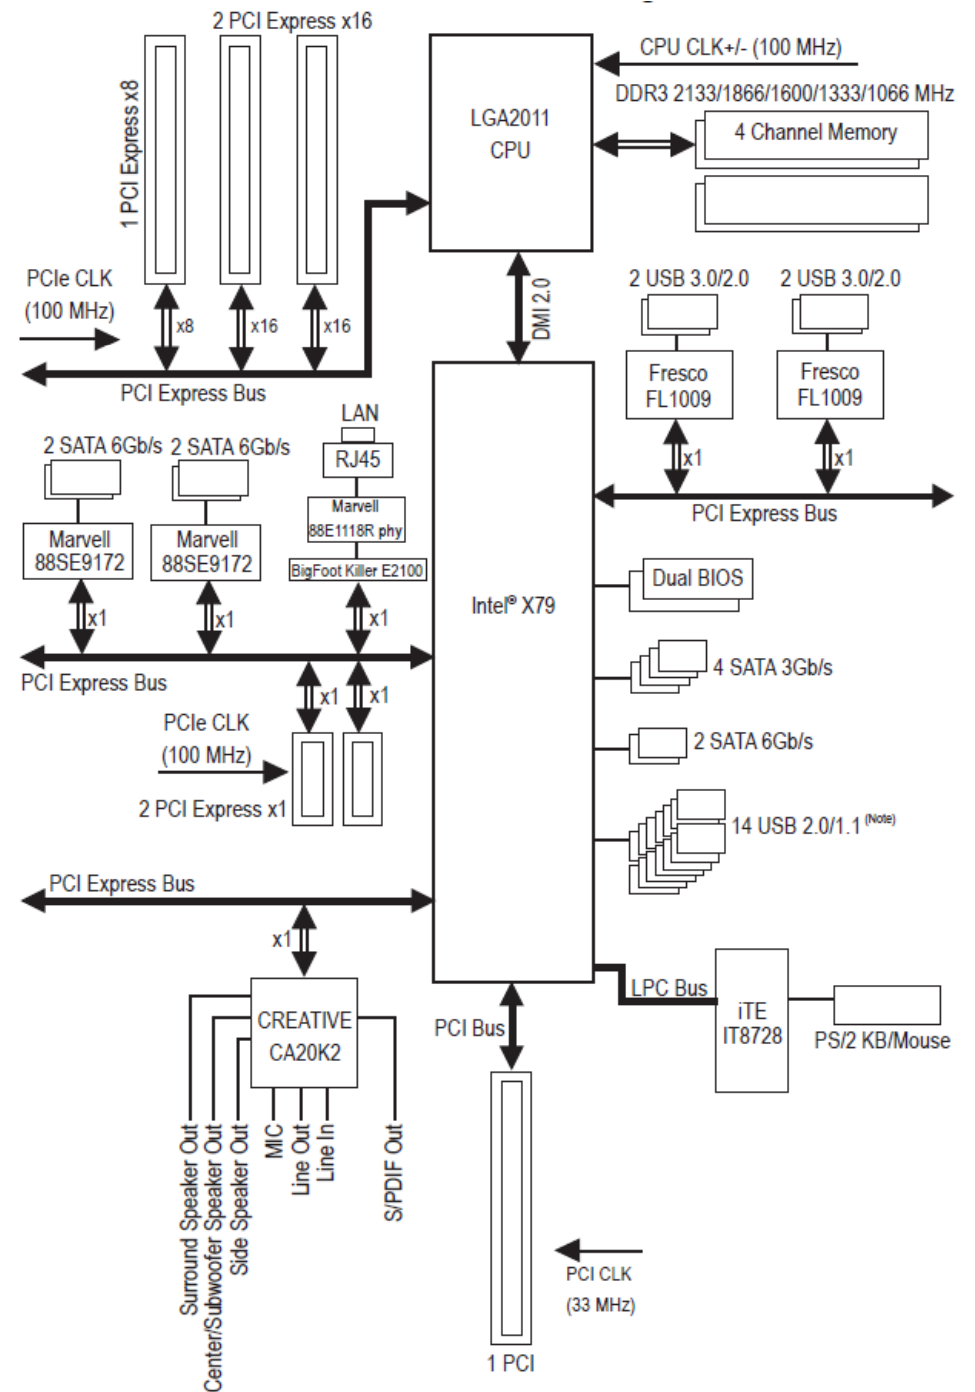 2 PCI Express x16
1 PCI Express x8
CPU CLK+/- (100 MHz)
DDR3 2133/1866/1600/1333/1066 MHz
LGA2011
CPU
4 Channel Memory
PCIe CLK
(100 MHz)
x8
x16
x16
PCI Express Bus
DMI 2.0
2 USB 3.0/2.0
2 USB 3.0/2.0
Fresco
FL1009
Fresco
FL1009
x1
x1
PCI Express Bus
LAN
RJ45
2 SATA 6Gb/s
2 SATA 6Gb/s
Marvell
88E1118R phy
Marvell
88SE9172
Marvell
88SE9172
BigFoot Killer E2100
x1
x1
x1
Intel® X79
Dual BIOS
4 SATA 3Gb/s
2 SATA 6Gb/s
14 USB 2.0/1.1 (Note)
PCI Express Bus
x1
x1
PCIe CLK
(100 MHz)
2 PCI Express x1
PCI Express Bus
x1
CREATIVE
CA20K2
Surround Speaker Out
Center/Subwoofer Speaker Out
Side Speaker Out
MIC
Line Out
Line In
S/PDIF Out
PCI Bus
LPC Bus
iTE
IT8728
PS/2 KB/Mouse
PCI CLK
(33 MHz)
1 PCI